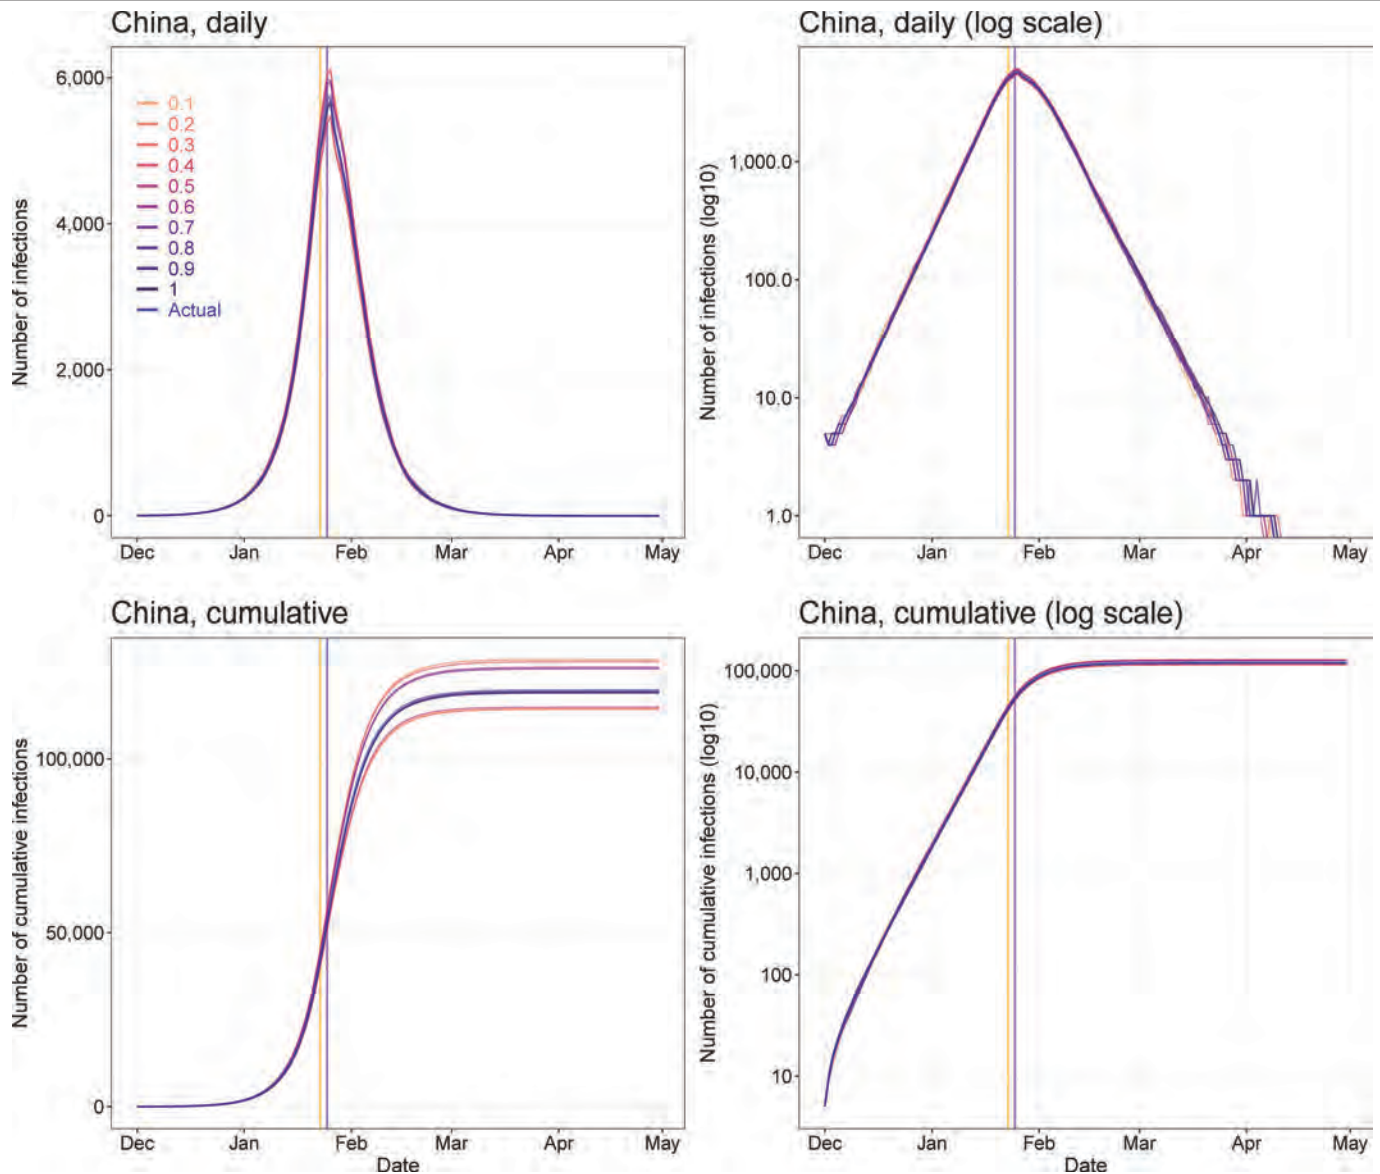 China, daily
Number of infections
6,000
4,000
2,000
0
0.1
0.2
0.3
0.4
0.5
0.6
0.7
0.8
0.9
1
Actual
Dec Jan Feb Mar Apr May
China, daily (log scale)
Number of infections (log10)
1,000.0
100.0
10.0
1.0
Dec Jan Feb Mar Apr May
China, cumulative
Number of cumulative infections
100,000
50,000
0
Dec Jan Feb Mar Apr May
Date
China, cumulative (log scale)
Number of cumulative infections (log10)
100,000
10,000
1,000
100
10
Dec Jan Feb Mar Apr May
Date